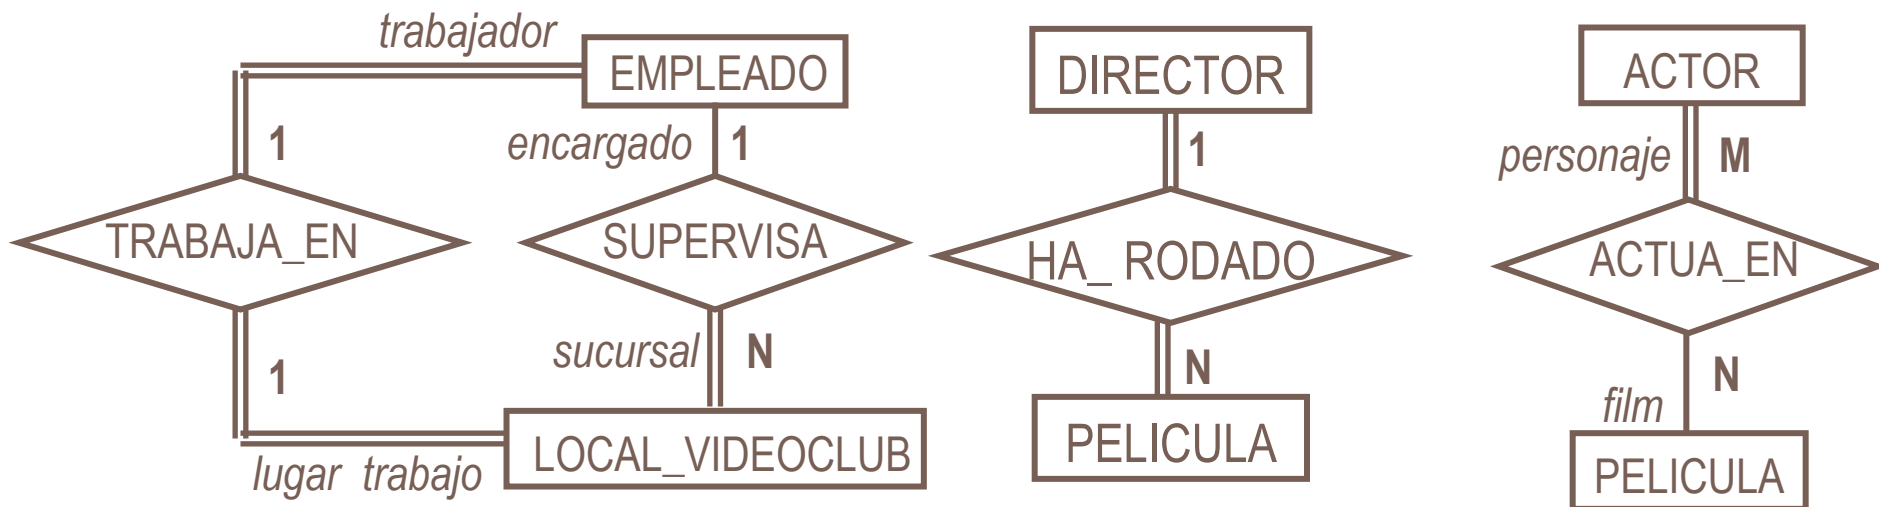 trabajador
EMPLEADO
1
encargado 1
TRABAJA_EN
SUPERVISA
1
sucursal N
lugar trabajo
LOCAL_VIDEOCLUB
DIRECTOR
1
HA_ RODADO
N
PELICULA
ACTOR
personaje M
ACTUA_EN
N
film
PELICULA